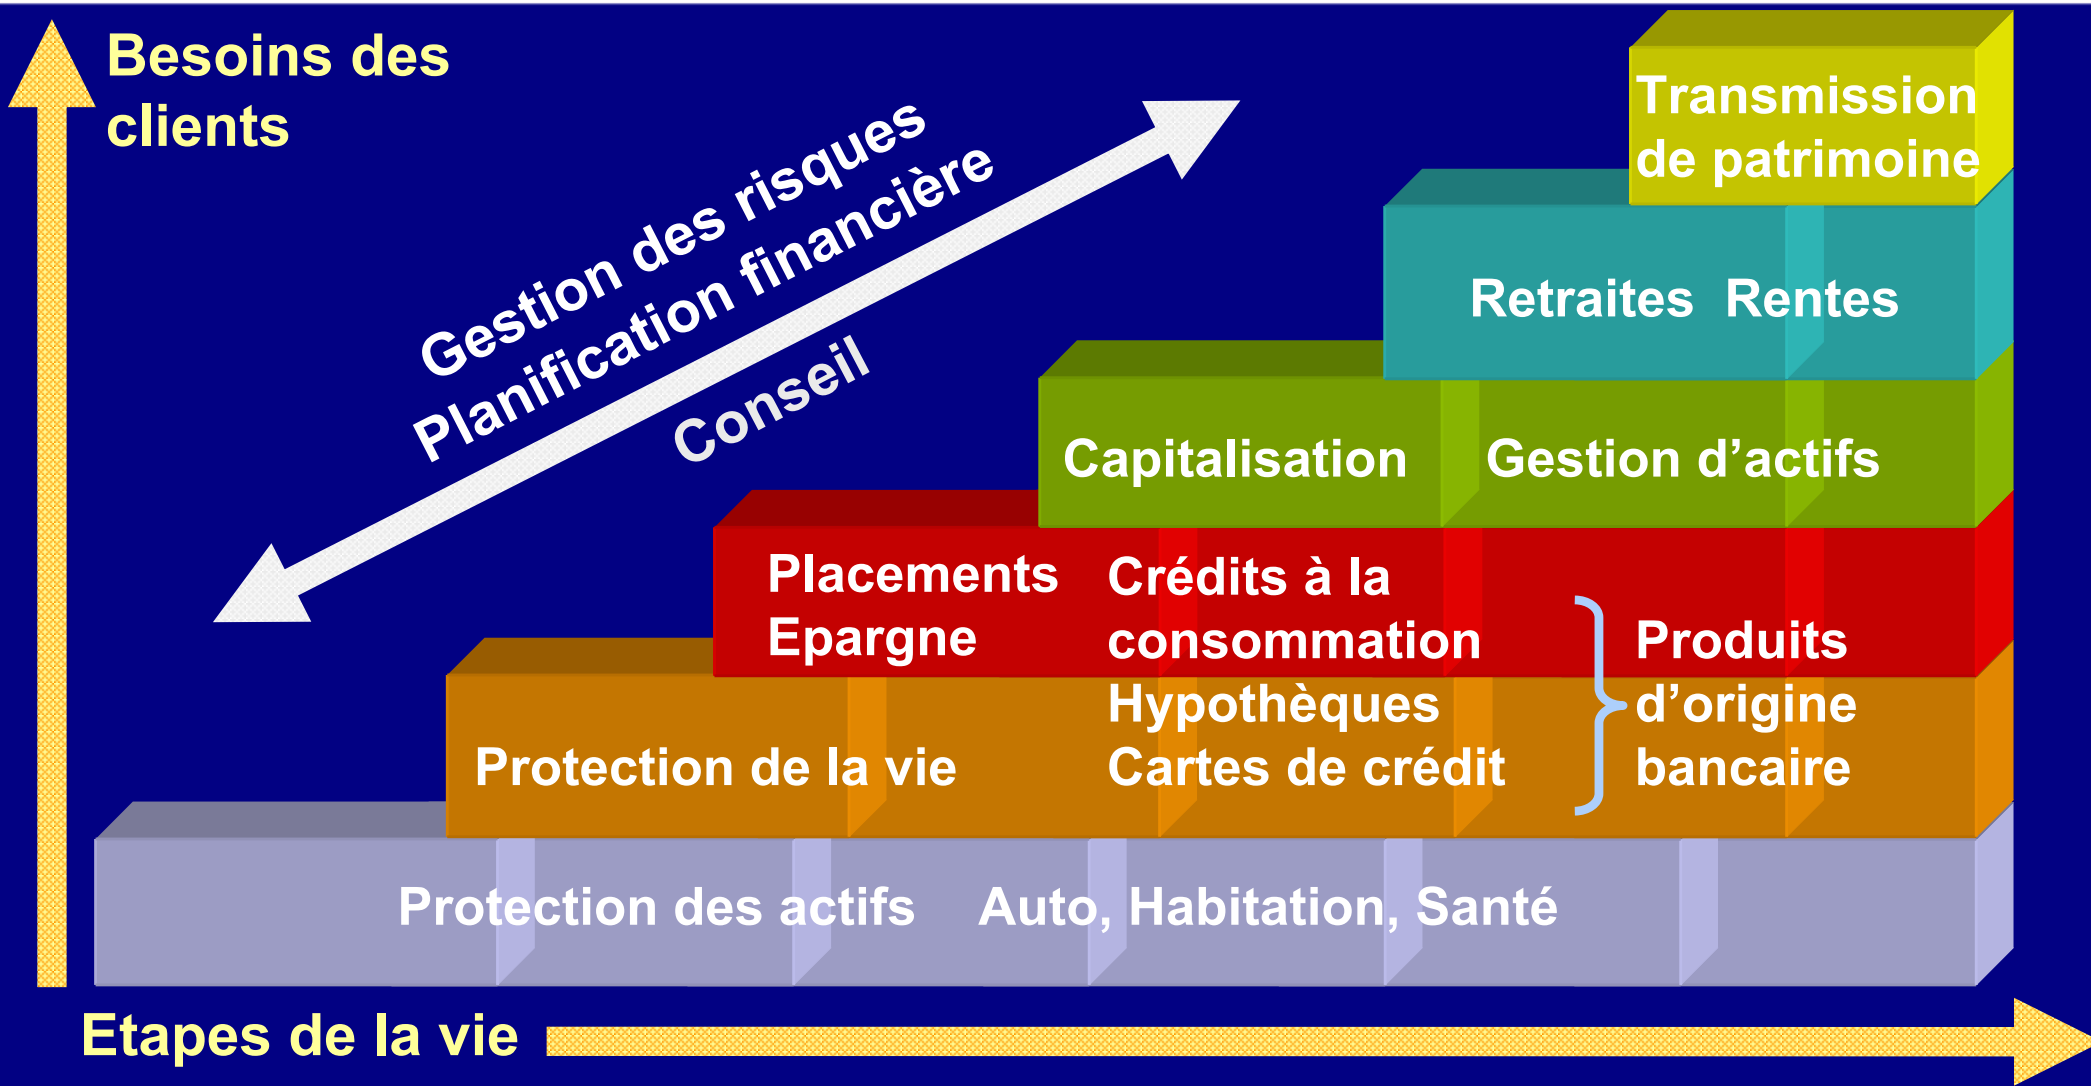 Besoins des
clients
Gestion des risques
Planification financière
Conseil
Transmission
de patrimoine
Retraites Rentes
Capitalisation Gestion d’actifs
Placements
Epargne
Crédits à la
consommation
Hypothèques
Cartes de crédit
Produits
d’origine
bancaire
Protection de la vie
Protection des actifs Auto, Habitation, Santé
Etapes de la vie